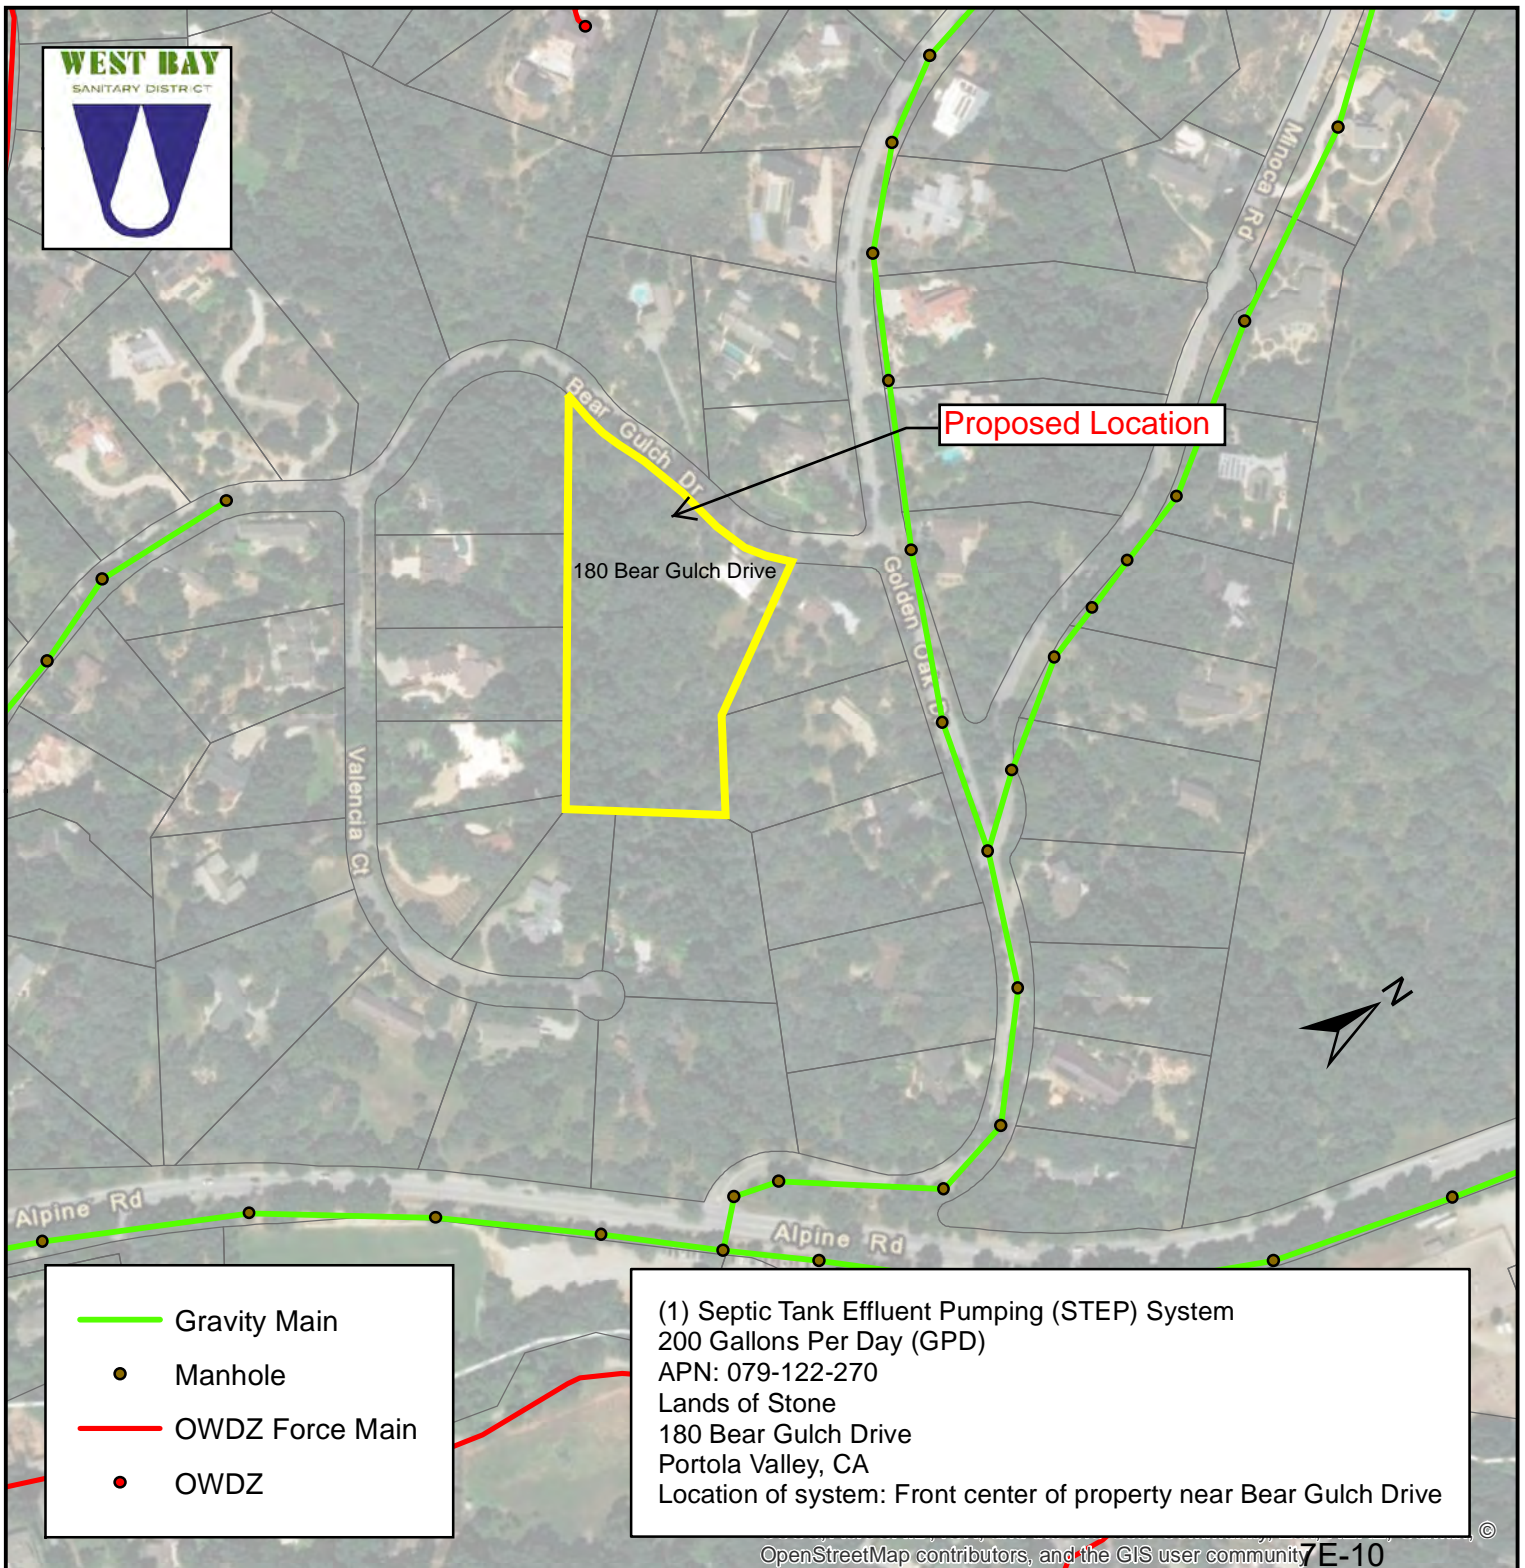 WEST BAY
SANITARY DISTRICT
Minoca Rd
Bear Gulch Dr
Proposed Location
180 Bear Gulch Drive
Golden Oak D
Valencia Ct
N
Alpine Rd
Alpine Rd
Gravity Main
Manhole
OWDZ Force Main
OWDZ
(1) Septic Tank Effluent Pumping (STEP) System
200 Gallons Per Day (GPD)
APN: 079-122-270
Lands of Stone
180 Bear Gulch Drive
Portola Valley, CA
Location of system: Front center of property near Bear Gulch Drive
©
OpenStreetMap contributors, and the GIS user community
7E-10